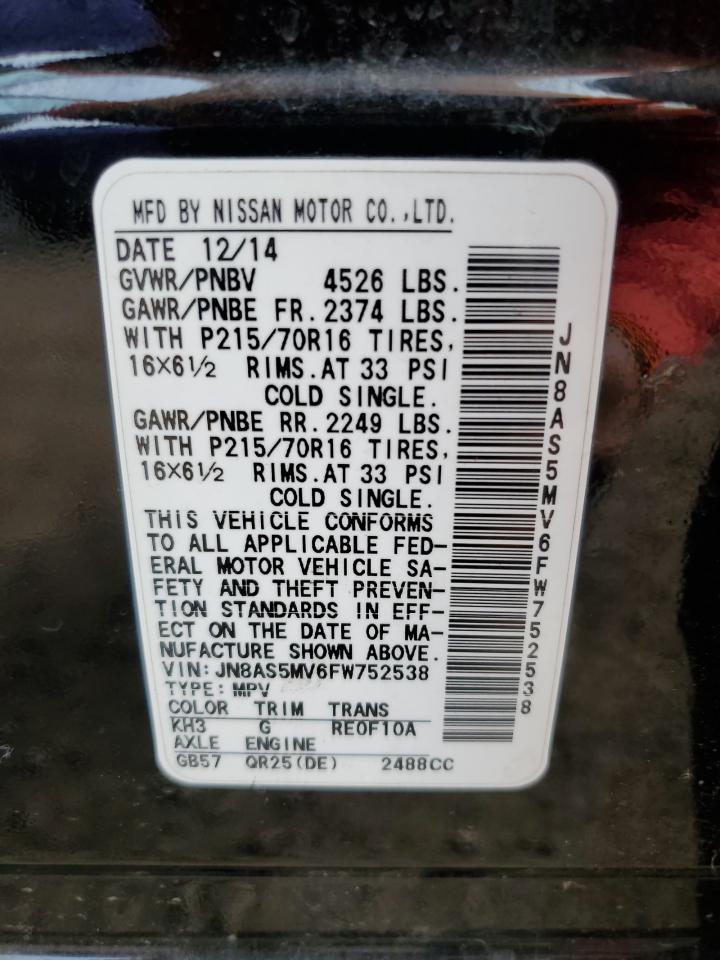 MFD BY NISSAN MOTOR CO.,LTD.
DATE 12/14
GVWR/PNBV 4526 LBS.
GAWR/PNBE FR. 2374 LBS.
WITH P215/70R16 TIRES,
16×6½ RIMS. AT 33 PSI
COLD SINGLE.
GAWR/PNBE RR. 2249 LBS.
WITH P215/70R16 TIRES,
16×6½ RIMS. AT 33 PSI
COLD SINGLE.
THIS VEHICLE CONFORMS
TO ALL APPLICABLE FED-
ERAL MOTOR VEHICLE SA-
FETY AND THEFT PREVEN-
TION STANDARDS IN EFF-
ECT ON THE DATE OF MA-
NUFACTURE SHOWN ABOVE.
VIN: JN8AS5MV6FW752538
TYPE: MPV
COLOR TRIM TRANS
KH3 G RE0F10A
AXLE ENGINE
GB57 QR25(DE) 2488CC
JN8AS5MV6FW752538